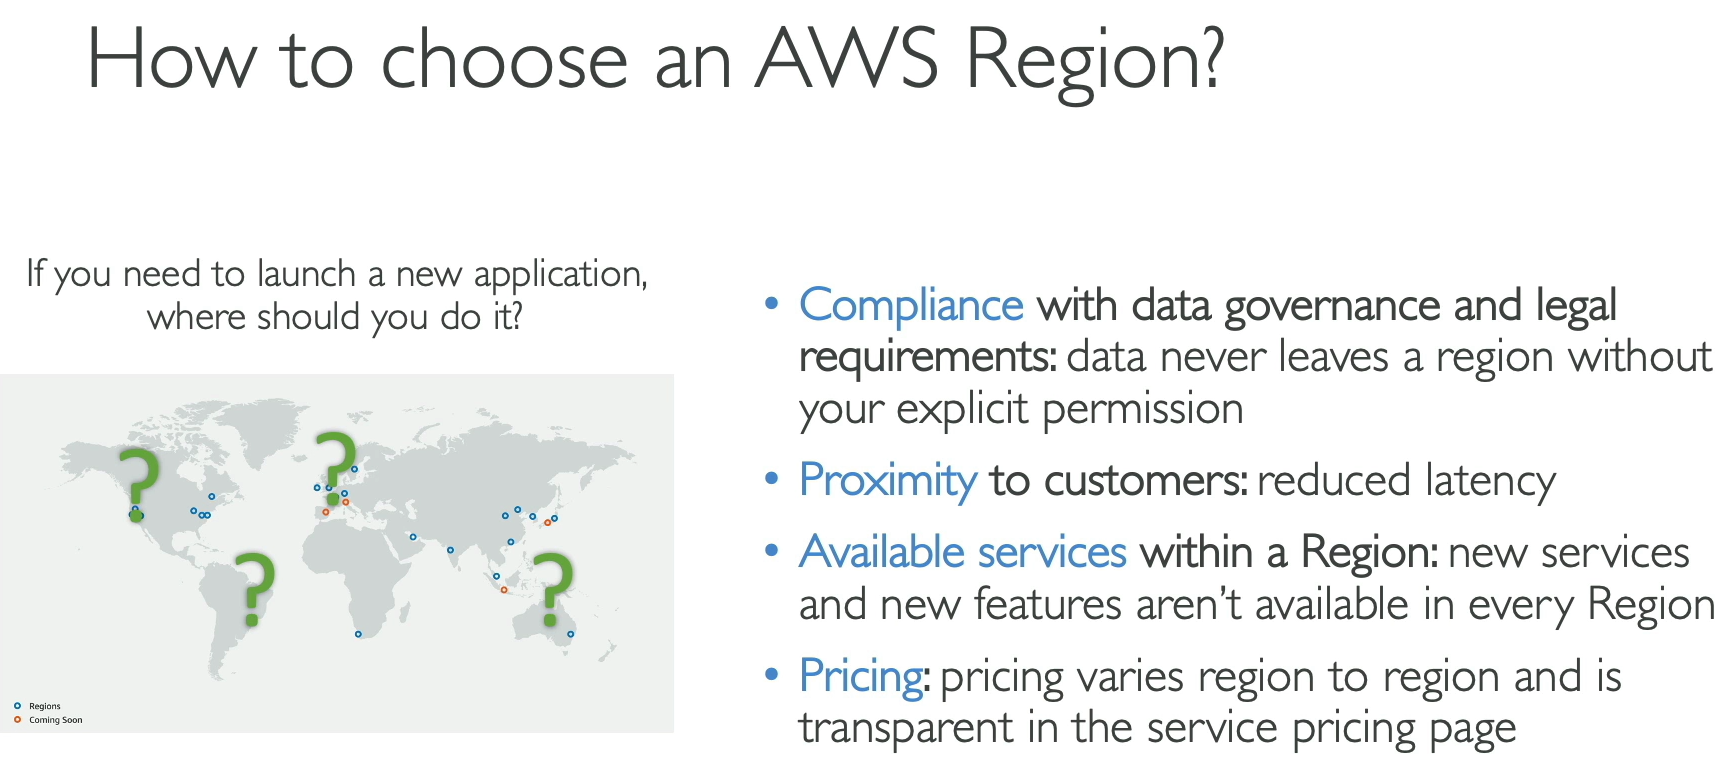 How to choose an AWS Region?
If you need to launch a new application,
where should you do it?
?
?
?
?
Regions
Coming Soon
• Compliance with data governance and legal
requirements: data never leaves a region without
your explicit permission
• Proximity to customers: reduced latency
• Available services within a Region: new services
and new features aren’t available in every Region
• Pricing: pricing varies region to region and is
transparent in the service pricing page